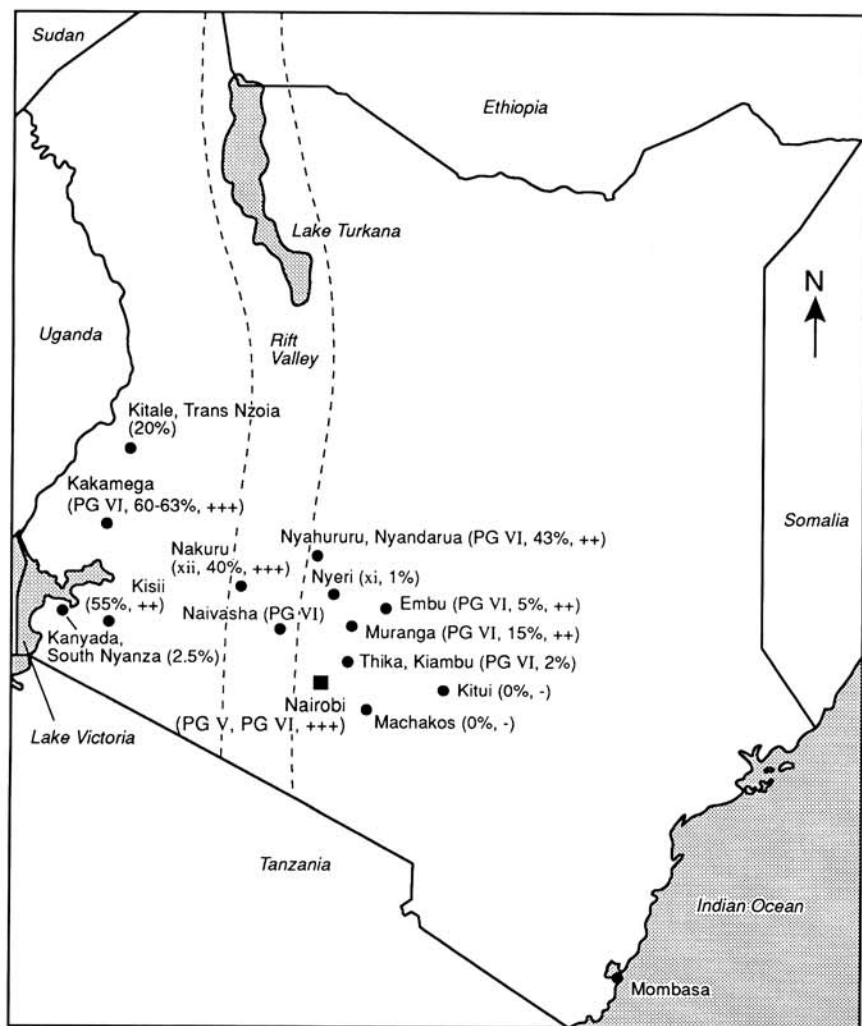 Sudan
Ethiopia
Lake Turkana
N
Uganda
Rift
Valley
Kitale, Trans Nzoia
(20%)
Kakamega
(PG VI, 60-63%, +++)
Somalia
Nyahururu, Nyandarua (PG VI, 43%, ++)
Nakuru
(xii, 40%, +++)
Nyeri (xi, 1%)
Kisii
(55%, ++)
Embu (PG VI, 5%, ++)
Naivasha (PG VI)
Muranga (PG VI, 15%, ++)
Kanyada,
South Nyanza (2.5%)
Thika, Kiambu (PG VI, 2%)
Kitui (0%, -)
Nairobi
(PG V, PG VI, +++)
Machakos (0%, -)
Lake Victoria
Tanzania
Indian Ocean
Mombasa